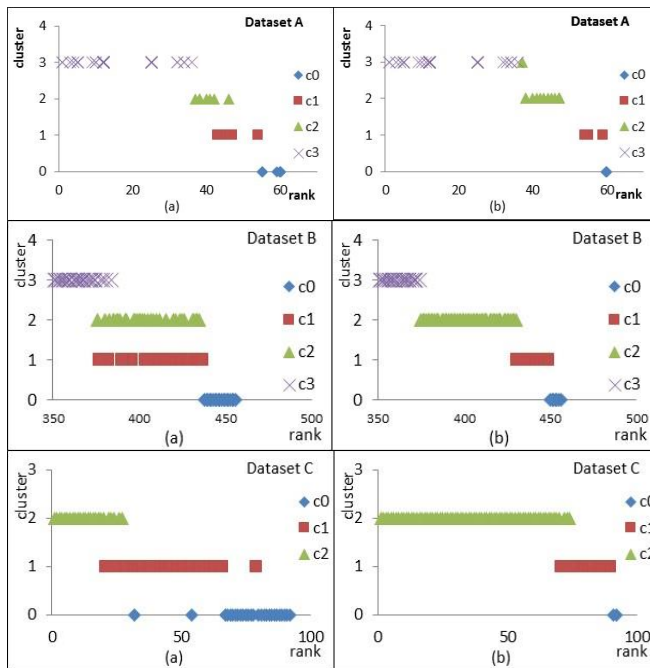 Dataset A
cluster
4
3
2
1
0
0
20
40
60
rank
(a)
c0
c1
c2
c3
Dataset A
cluster
4
3
2
1
0
0
20
40
60
rank
(b)
c0
c1
c2
c3
Dataset B
cluster
4
3
2
1
0
350
400
450
500
rank
(a)
c0
c1
c2
c3
Dataset B
cluster
4
3
2
1
0
350
400
450
500
rank
(b)
c0
c1
c2
c3
Dataset C
cluster
3
2
1
0
0
50
100
rank
(a)
c0
c1
c2
Dataset C
cluster
3
2
1
0
0
50
100
rank
(b)
c0
c1
c2